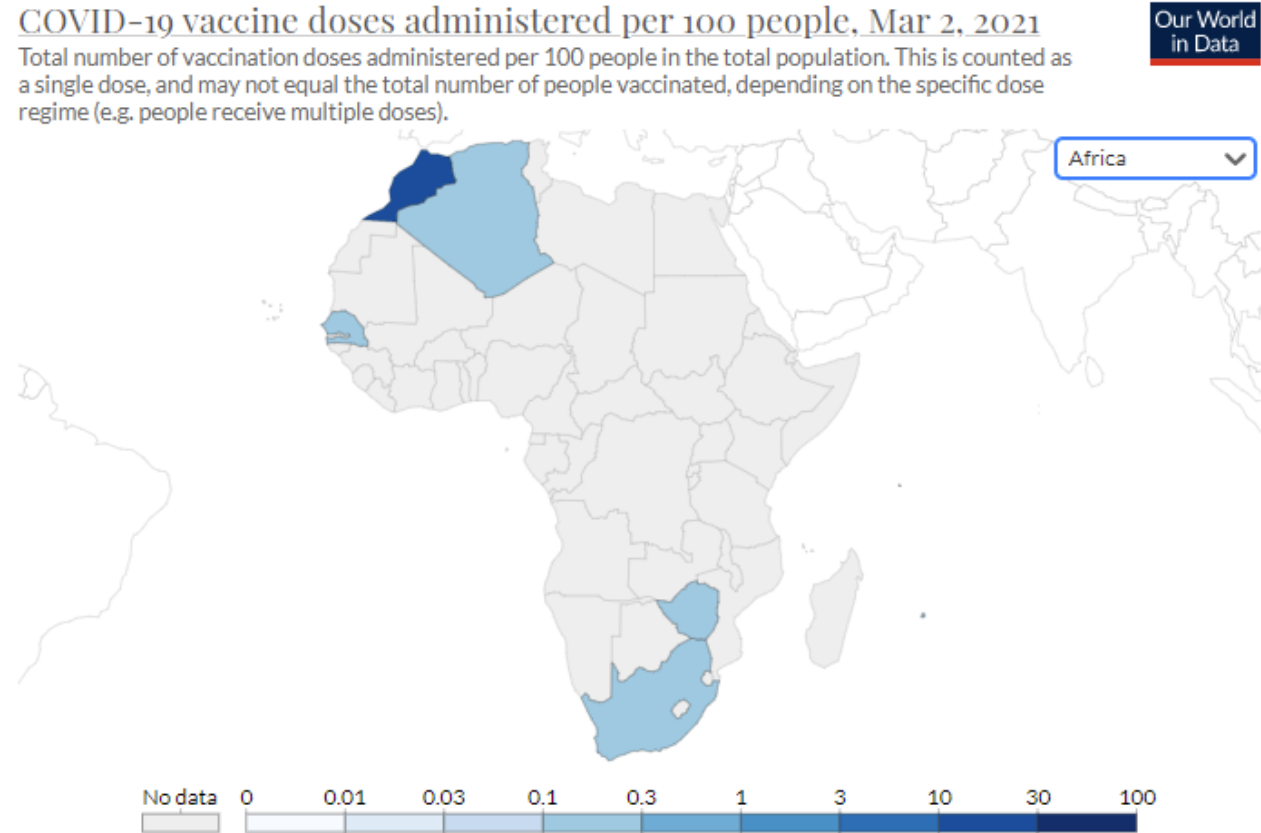 COVID-19 vaccine doses administered per 100 people, Mar 2, 2021
Our World
in Data
Total number of vaccination doses administered per 100 people in the total population. This is counted as
a single dose, and may not equal the total number of people vaccinated, depending on the specific dose
regime (e.g. people receive multiple doses).
Africa
No data 0 0.01 0.03 0.1 0.3 1 3 10 30 100